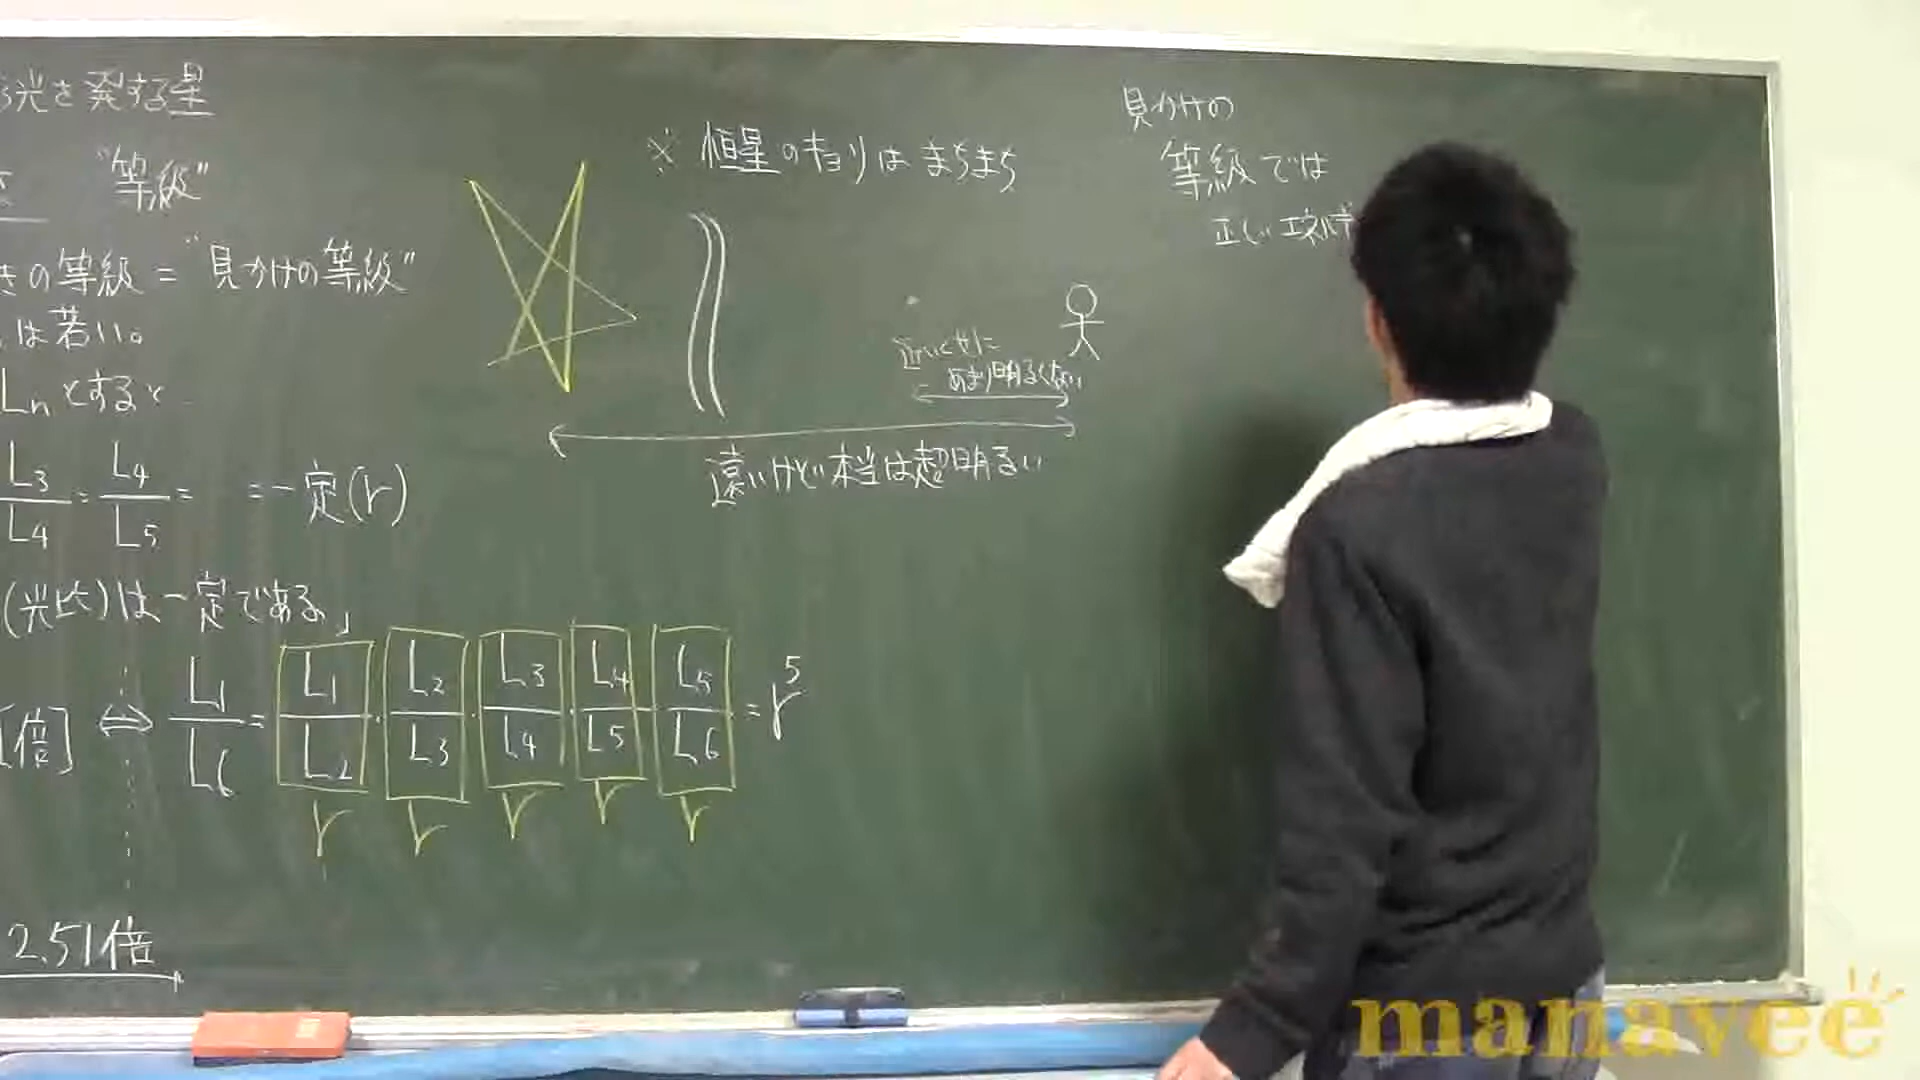 光を発する星
"等級"
きの等級 = "見かけの等級"
は若い。
Lnとすると
L3/L4 = L4/L5 = = 一定(r)
(光比)は一定である。」
[倍] ⇔ L1/L6 = L1/L2 · L2/L3 · L3/L4 · L4/L5 · L5/L6 = r^5
r r r r r
2.51倍
※ 恒星のキョリはまちまち
近いくせに
あまり明るくない
遠いけど本当は超明るい
見かけの
等級では
正しいエネルギ
manavee